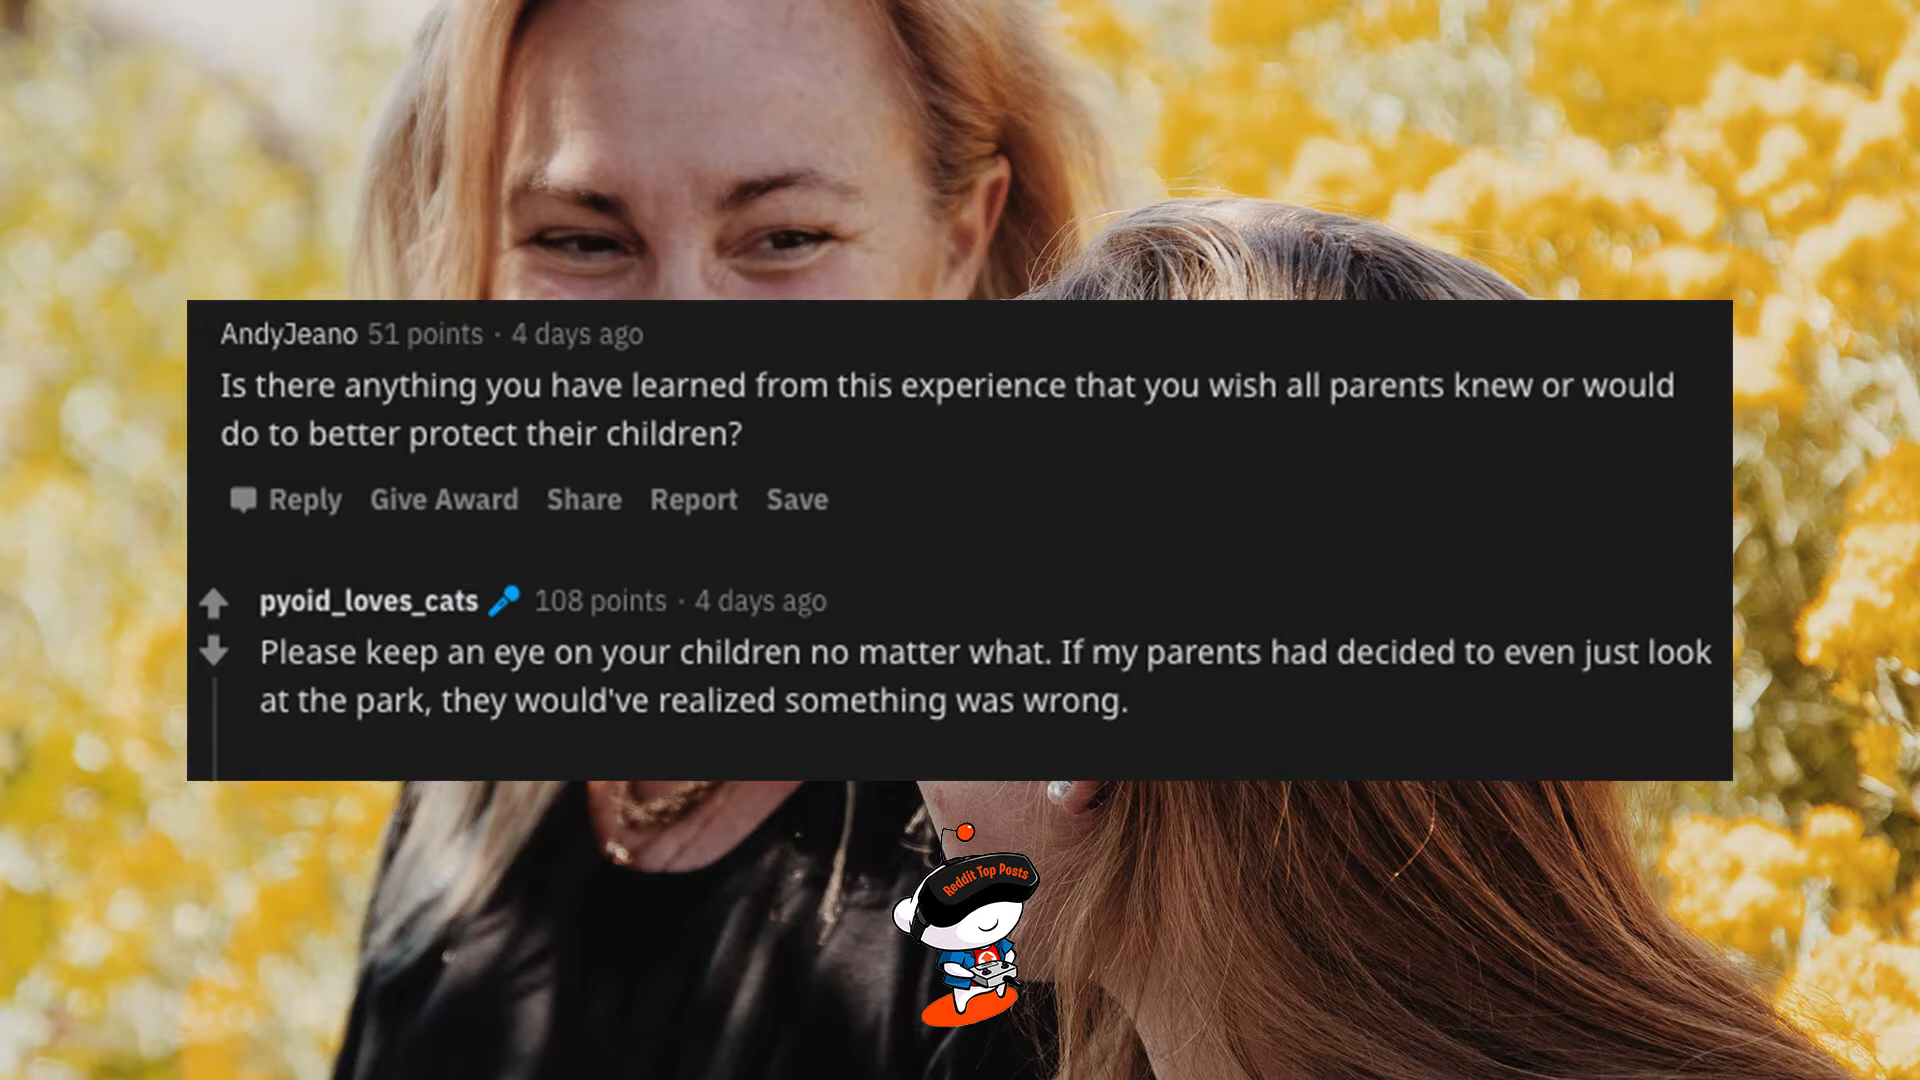 AndyJeano 51 points · 4 days ago
Is there anything you have learned from this experience that you wish all parents knew or would
do to better protect their children?
Reply Give Award Share Report Save
pyoid_loves_cats 108 points · 4 days ago
Please keep an eye on your children no matter what. If my parents had decided to even just look
at the park, they would've realized something was wrong.
Reddit Top Posts